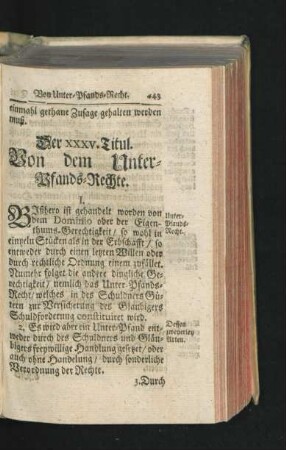 Von Unter-Pfands-Recht. 443
einmahl gethane Zusage gehalten werden
muß.
Der XXXV. Titul.
Von dem Unter-
Pfands-Rechte.
1.
Bißhero ist gehandelt worden von
dem Dominio oder der Eigen-
thums-Gerechtigkeit / so wohl in
eintzeln Stücken als in der Erbschafft / so
entweder durch einen letzten Willen oder
durch rechtliche Ordnung einem zufället.
Numehr folget die andere dingliche Ge-
rechtigkeit / nemlich das Unter-Pfands-
Recht / welches in des Schuldners Gü-
tern zur Versicherung des Gläubigers
Schuldforderung constituiret wird.
Unter-
Pfands-
Recht.
2. Es wird aber ein Unter-Pfand ent-
weder durch des Schuldners und Gläu-
bigers freywillige Handlung gesetzet / oder
auch ohne Handelung / durch sonderliche
Verordnung der Rechte.
Dessen
zweyerley
Arten.
3. Durch